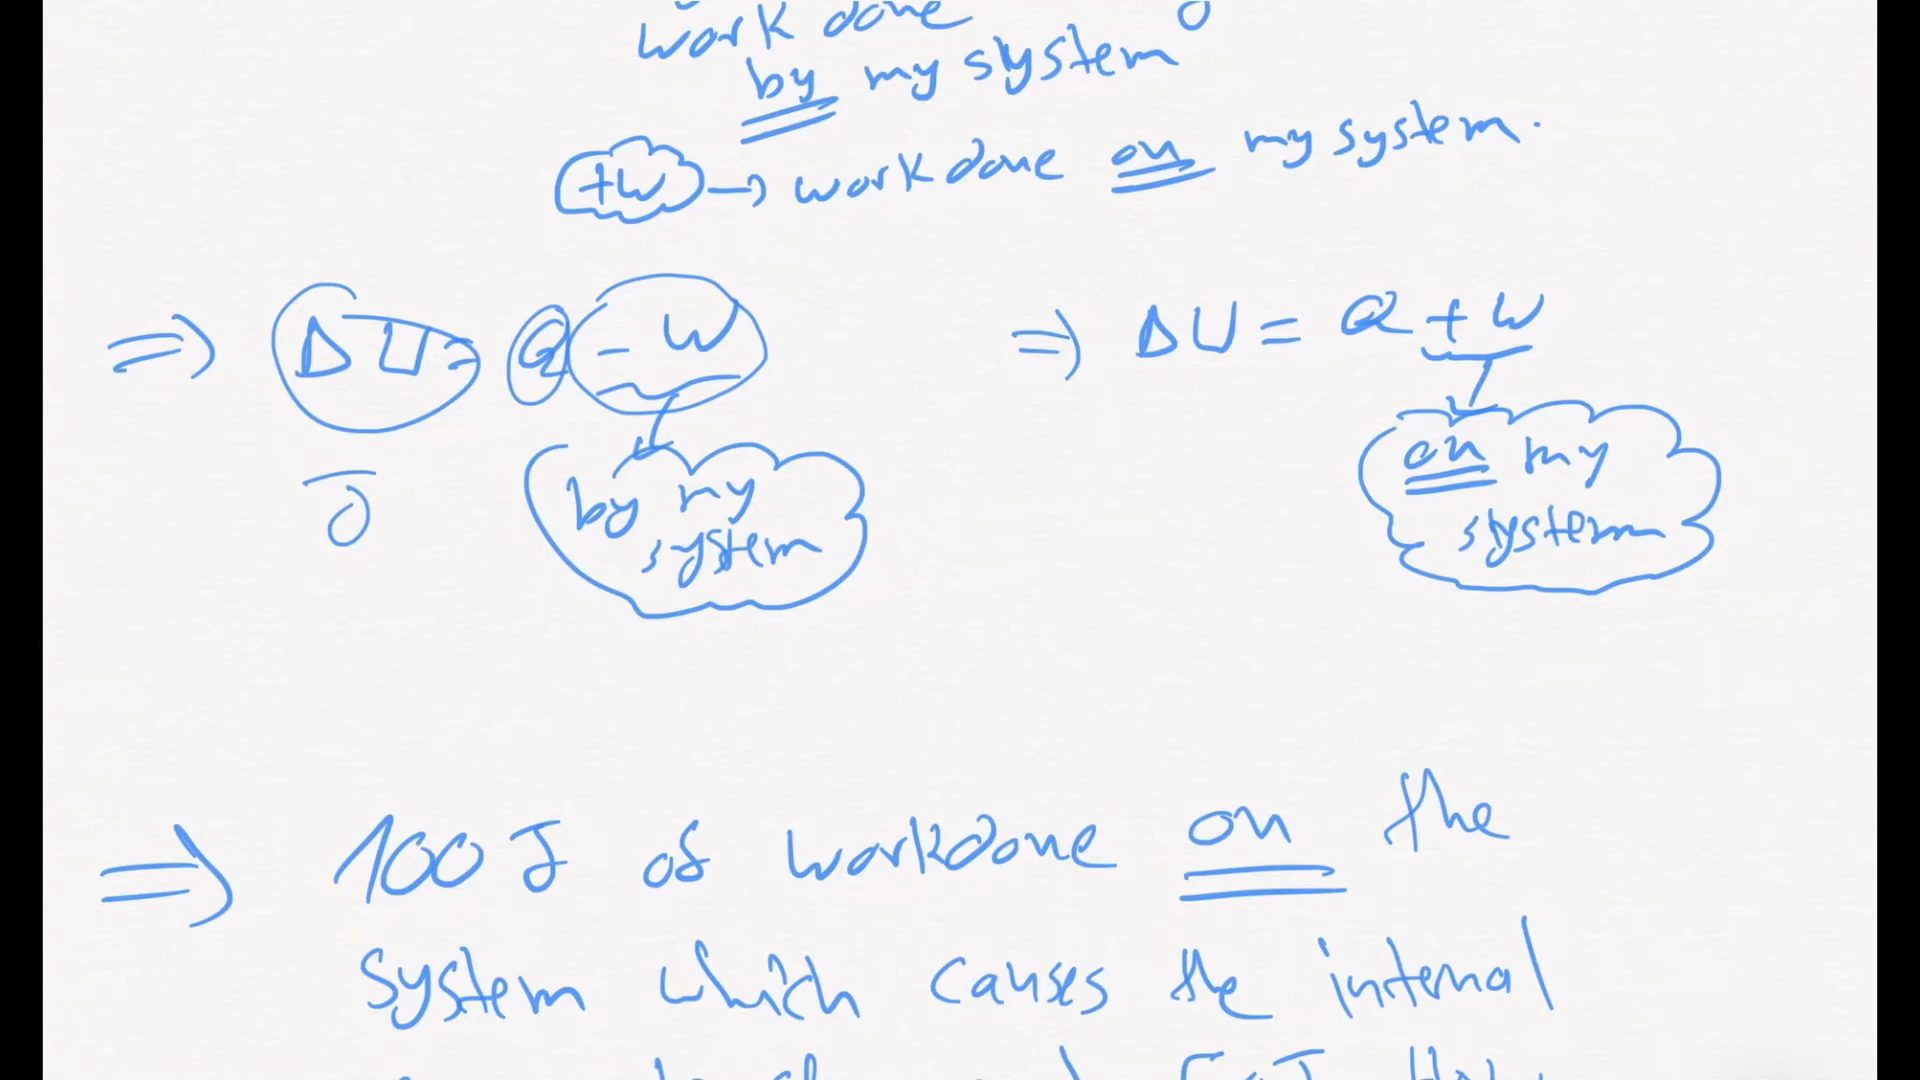 work done
by my system
+W → work done on my system.
⇒ ΔU = Q - W
⇒ ΔU = Q + W
by my
system
on my
system
⇒ 100 J of workdone on the
system which causes the internal